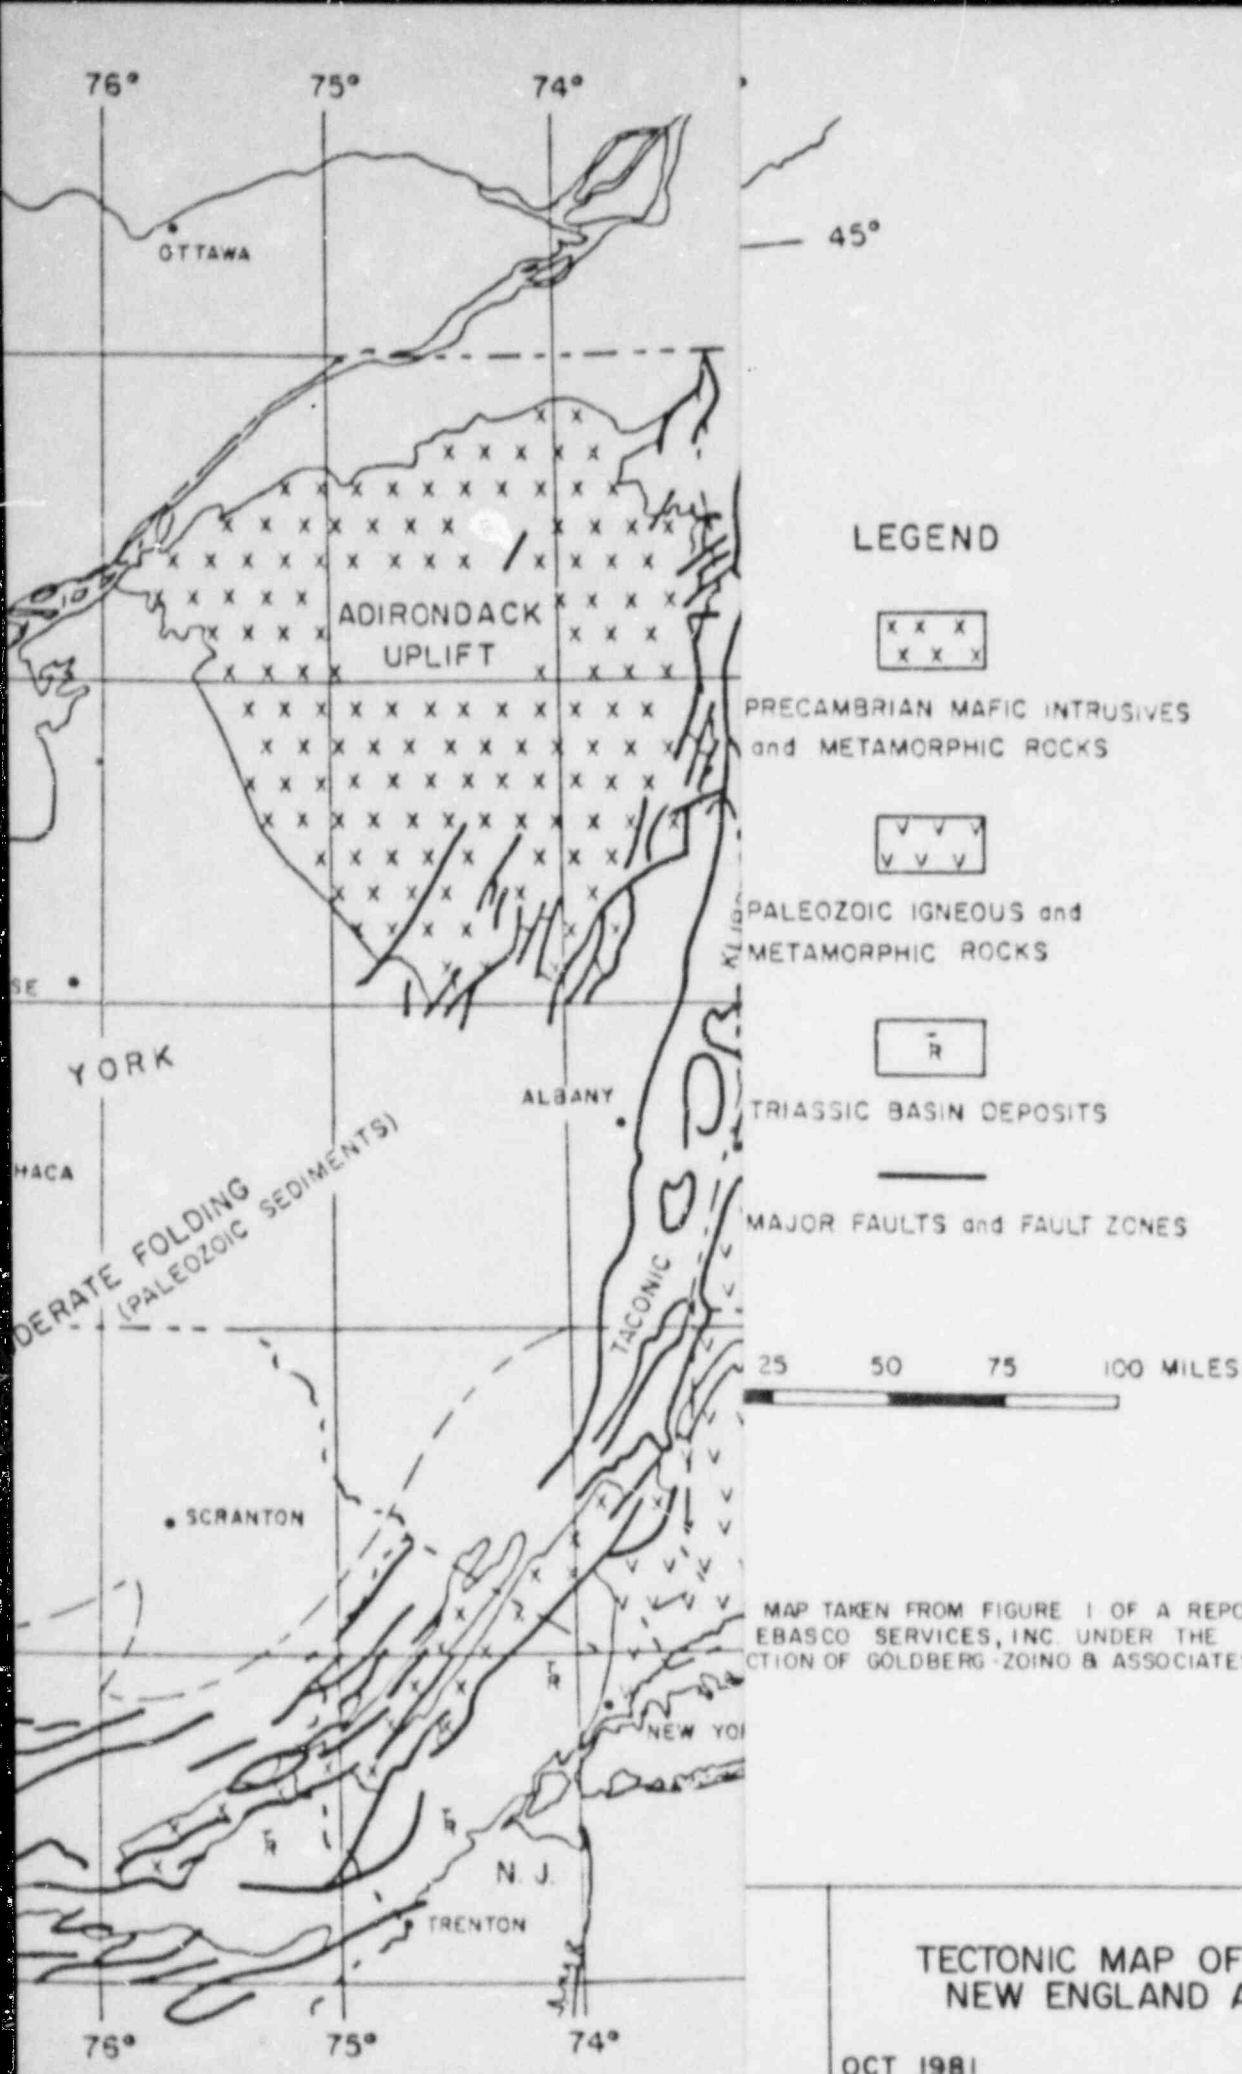 76°
75°
74°
OTTAWA
45°
ADIRONDACK
UPLIFT
LEGEND
PRECAMBRIAN MAFIC INTRUSIVES
and METAMORPHIC ROCKS
PALEOZOIC IGNEOUS and
METAMORPHIC ROCKS
SE
YORK
ALBANY
TRIASSIC BASIN DEPOSITS
HACA
MAJOR FAULTS and FAULT ZONES
DERATE FOLDING
(PALEOZOIC SEDIMENTS)
TACONIC
25 50 75 100 MILES
SCRANTON
MAP TAKEN FROM FIGURE 1 OF A REPO
EBASCO SERVICES, INC. UNDER THE
CTION OF GOLDBERG-ZOINO & ASSOCIATE
NEW YO
N. J.
TRENTON
TECTONIC MAP OF
NEW ENGLAND A
76°
75°
74°
OCT 1981